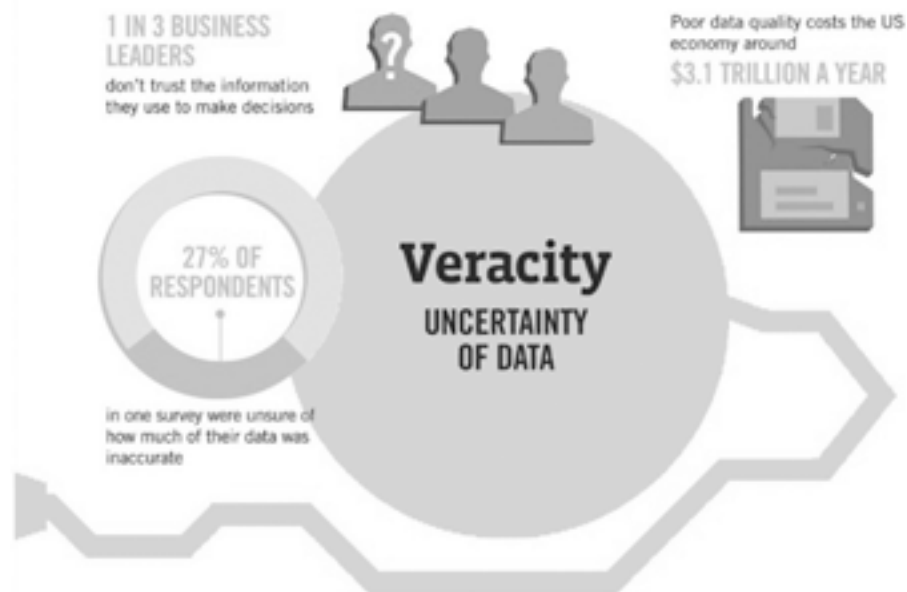 1 IN 3 BUSINESS
LEADERS
don't trust the information
they use to make decisions
?
Poor data quality costs the US
economy around
$3.1 TRILLION A YEAR
27% OF
RESPONDENTS
in one survey were unsure of
how much of their data was
inaccurate
Veracity
UNCERTAINTY
OF DATA